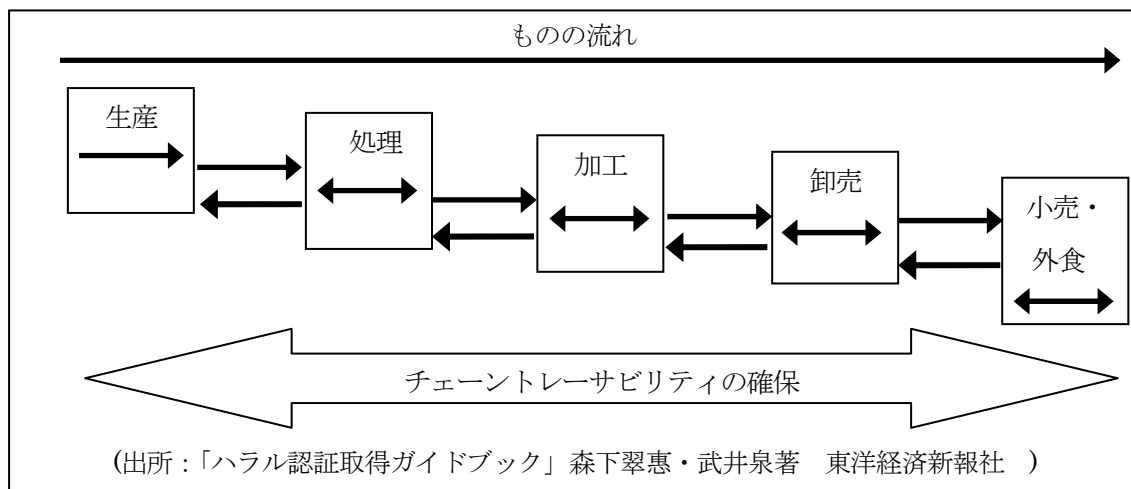 ものの流れ
生産
処理
加工
卸売
小売・
外食
チェーントレーサビリティの確保
(出所：「ハラル認証取得ガイドブック」森下翠惠・武井泉著　東洋経済新報社　)